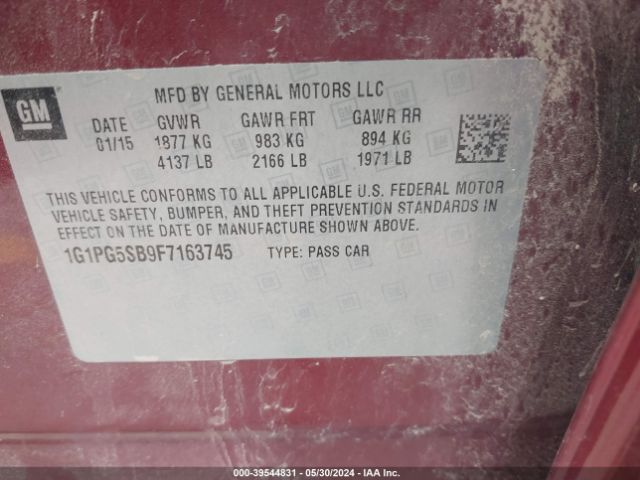 GM
MFD BY GENERAL MOTORS LLC
DATE GVWR GAWR FRT GAWR RR
01/15 1877 KG 983 KG 894 KG
4137 LB 2166 LB 1971 LB
THIS VEHICLE CONFORMS TO ALL APPLICABLE U.S. FEDERAL MOTOR
VEHICLE SAFETY, BUMPER, AND THEFT PREVENTION STANDARDS IN
EFFECT ON THE DATE OF MANUFACTURE SHOWN ABOVE.
1G1PG5SB9F7163745 TYPE: PASS CAR
000-39544831 - 05/30/2024 - IAA Inc.